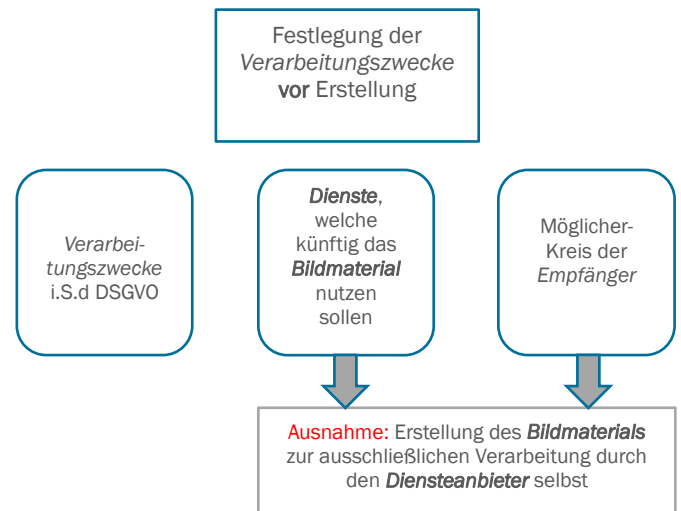 Festlegung der
Verarbeitungszwecke
vor Erstellung
Verarbei-
tungszwecke
i.S.d DSGVO
Dienste,
welche
künftig das
Bildmaterial
nutzen
sollen
Möglicher-
Kreis der
Empfänger
Ausnahme: Erstellung des Bildmaterials
zur ausschließlichen Verarbeitung durch
den Diensteanbieter selbst